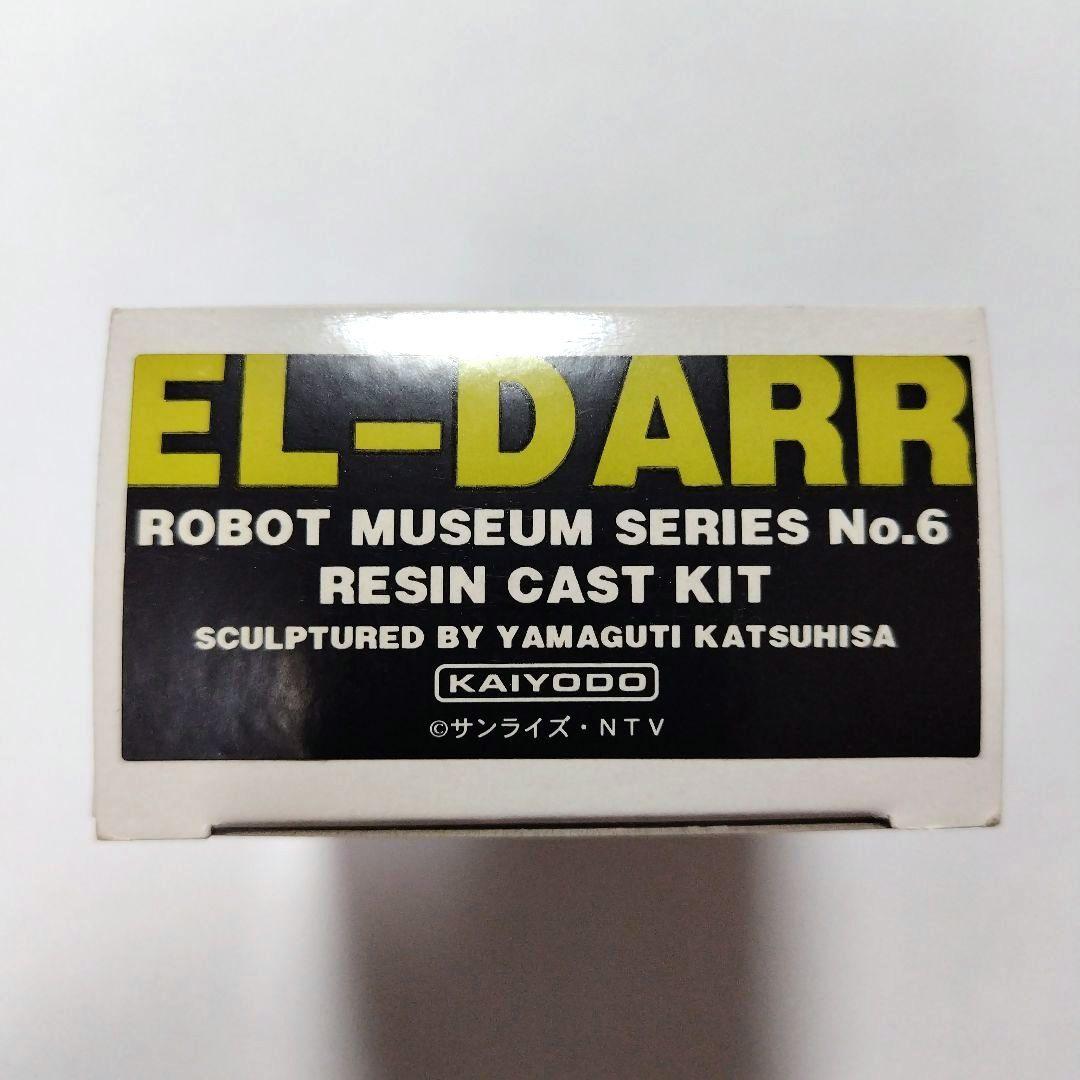 EL-DARR
ROBOT MUSEUM SERIES No.6
RESIN CAST KIT
SCULPTURED BY YAMAGUTI KATSUHISA
KAIYODO
©サンライズ・NTV